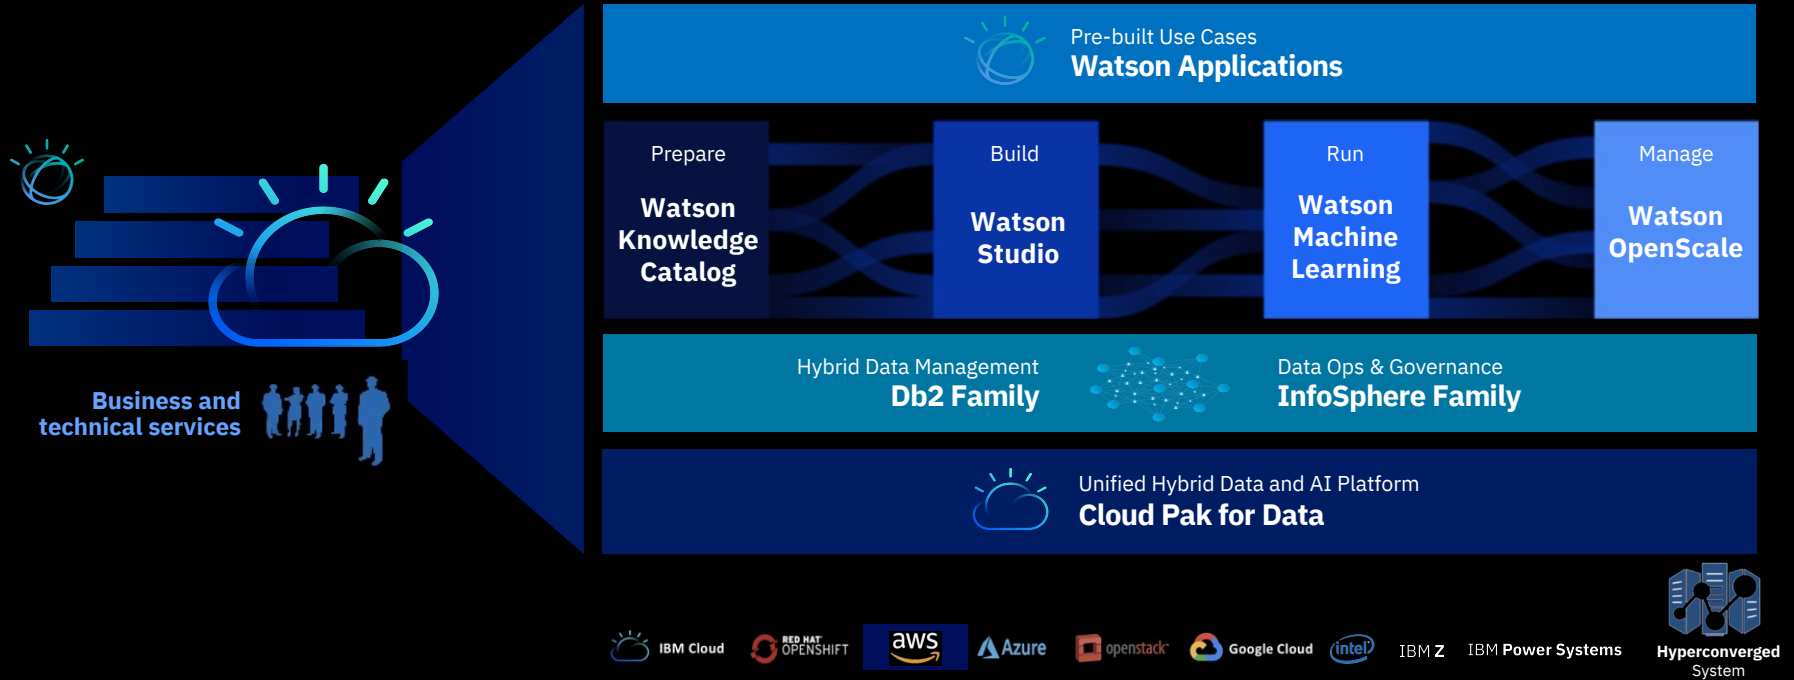 Pre-built Use Cases
Watson Applications
Prepare
Watson
Knowledge
Catalog
Build
Watson
Studio
Run
Watson
Machine
Learning
Manage
Watson
OpenScale
Business and
technical services
Hybrid Data Management
Db2 Family
Data Ops & Governance
InfoSphere Family
Unified Hybrid Data and AI Platform
Cloud Pak for Data
IBM Cloud
RED HAT
OPENSHIFT
aws
Azure
openstack
Google Cloud
intel
IBM Z
IBM Power Systems
Hyperconverged
System